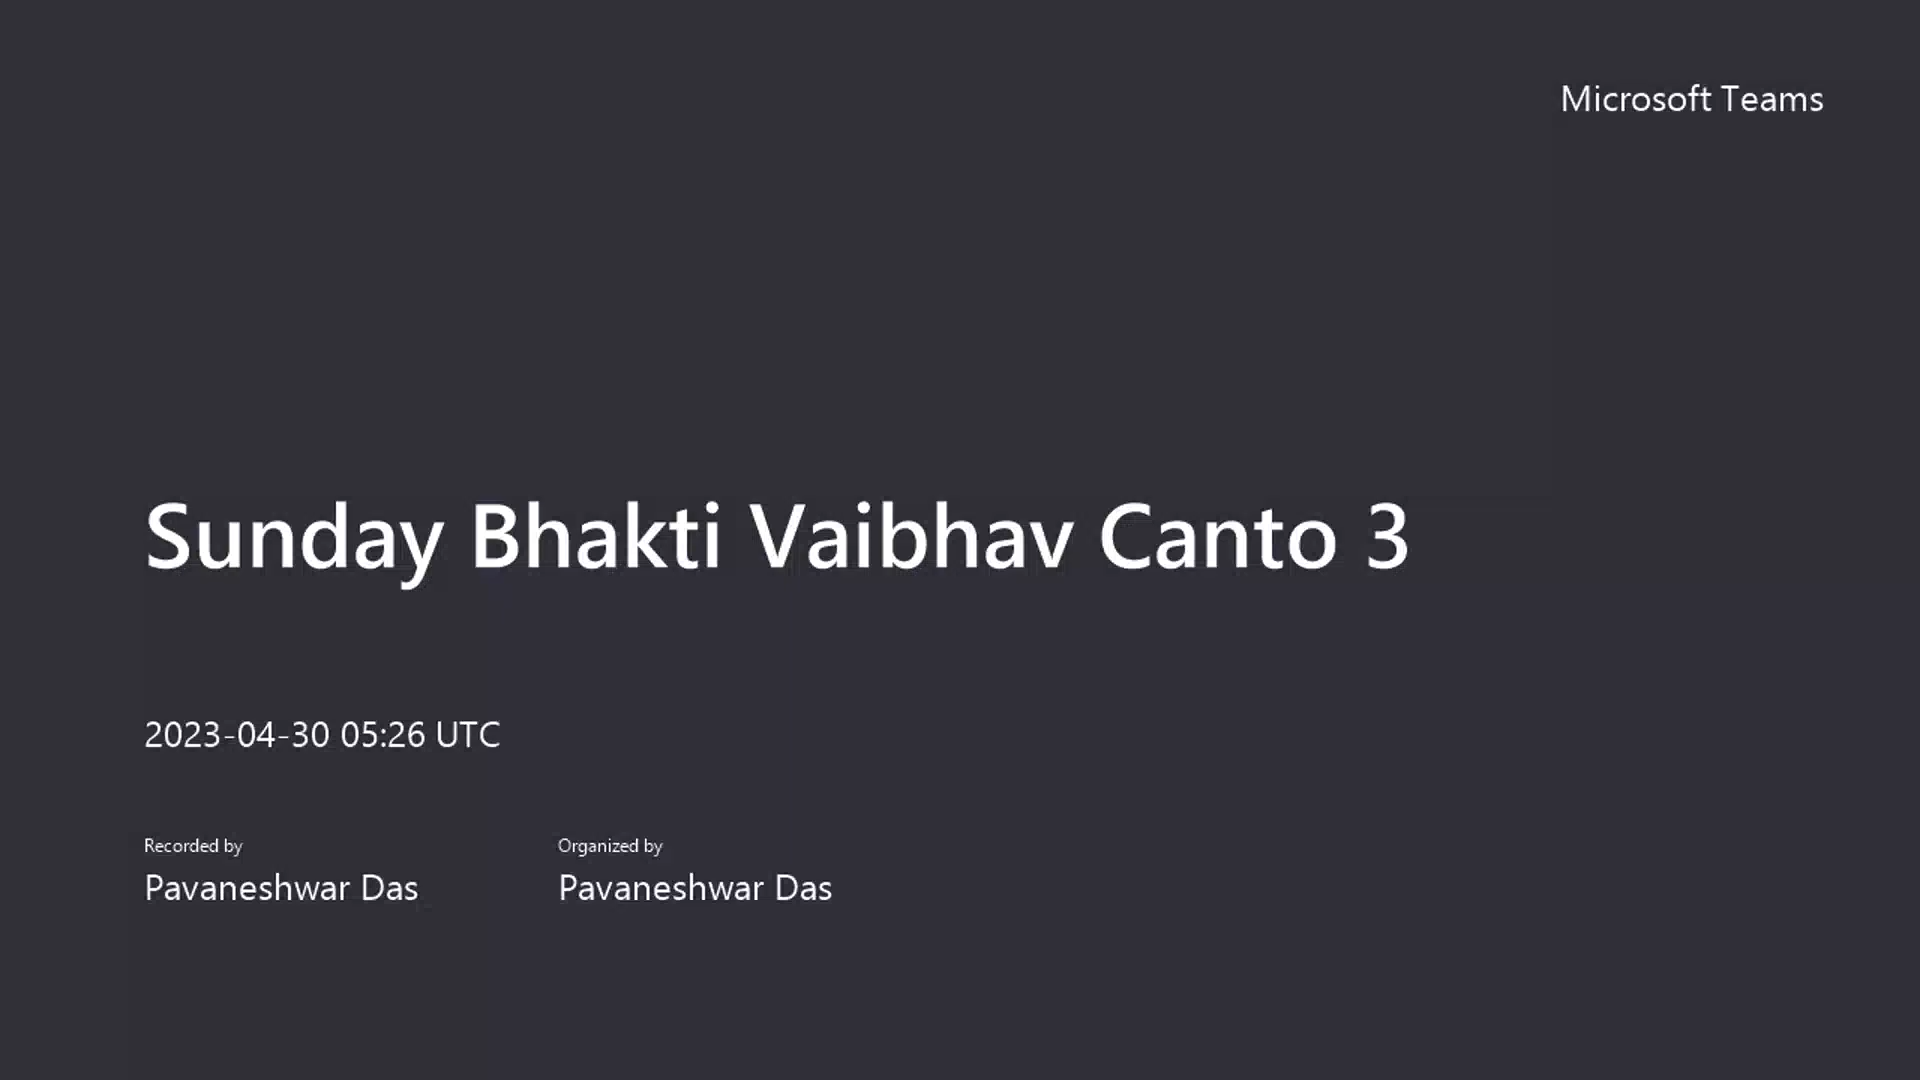 Microsoft Teams
Sunday Bhakti Vaibhav Canto 3
2023-04-30 05:26 UTC
Recorded by
Pavaneshwar Das
Organized by
Pavaneshwar Das